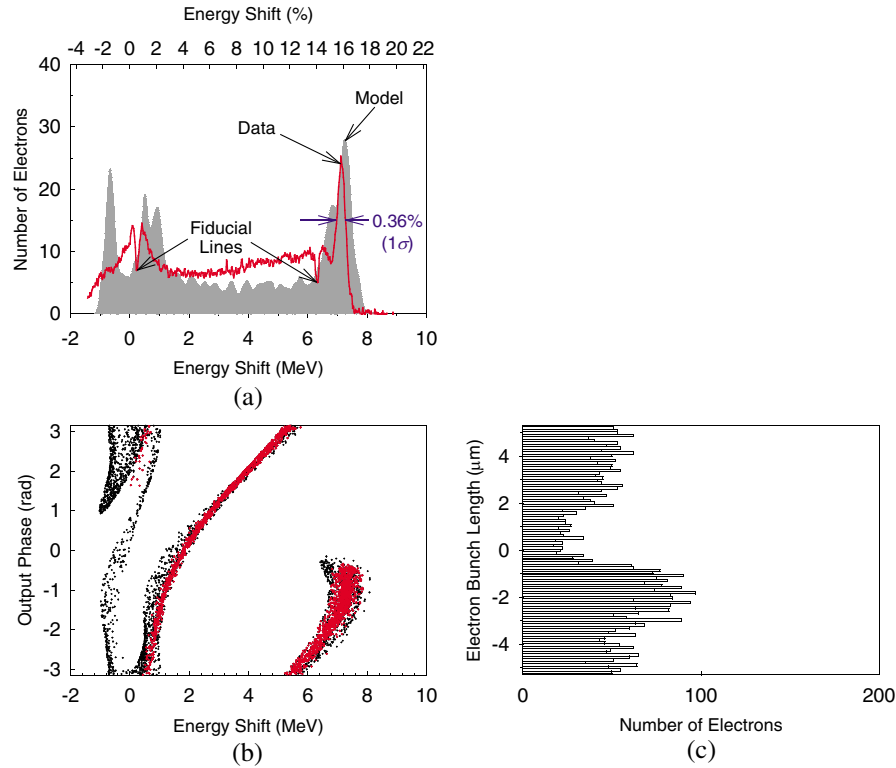 Energy Shift (%)
-4 -2 0 2 4 6 8 10 12 14 16 18 20 22
40
30
20
10
0
Number of Electrons
Model
Data
Fiducial
Lines
0.36%
(1σ)
-2 0 2 4 6 8 10
Energy Shift (MeV)
(a)
3
2
1
0
-1
-2
-3
Output Phase (rad)
-2 0 2 4 6 8 10
Energy Shift (MeV)
(b)
4
2
0
-2
-4
Electron Bunch Length (μm)
0 100 200
Number of Electrons
(c)